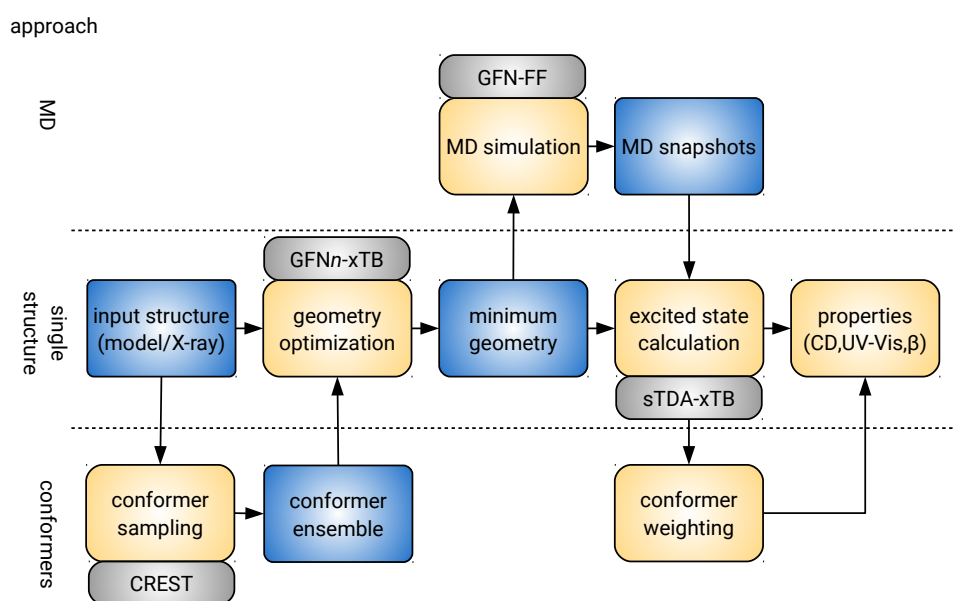 approach
MD
GFN-FF
MD simulation
MD snapshots
single
structure
GFNn-xTB
input structure
(model/X-ray)
geometry
optimization
minimum
geometry
excited state
calculation
properties
(CD,UV-Vis,β)
sTDA-xTB
conformers
conformer
sampling
conformer
ensemble
conformer
weighting
CREST